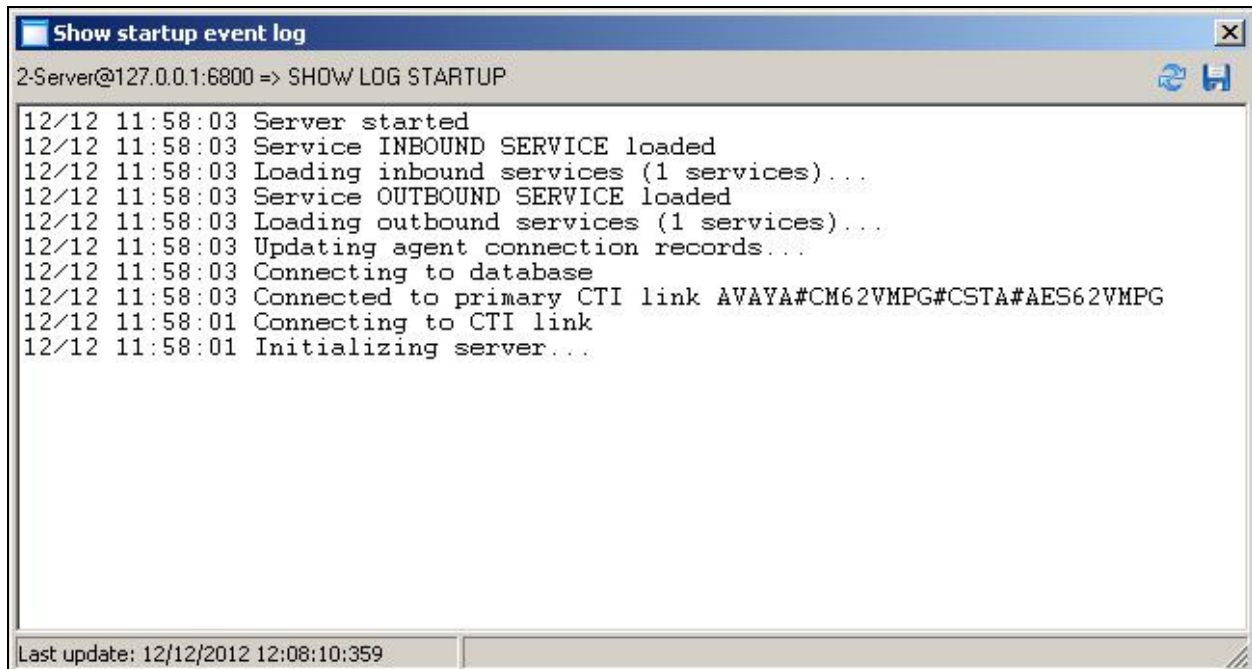 Show startup event log
2-Server@127.0.0.1:6800 => SHOW LOG STARTUP
12/12 11:58:03 Server started
12/12 11:58:03 Service INBOUND SERVICE loaded
12/12 11:58:03 Loading inbound services (1 services)...
12/12 11:58:03 Service OUTBOUND SERVICE loaded
12/12 11:58:03 Loading outbound services (1 services)...
12/12 11:58:03 Updating agent connection records...
12/12 11:58:03 Connecting to database
12/12 11:58:03 Connected to primary CTI link AVAYA#CM62VMPG#CSTA#AES62VMPG
12/12 11:58:01 Connecting to CTI link
12/12 11:58:01 Initializing server...
Last update: 12/12/2012 12:08:10:359